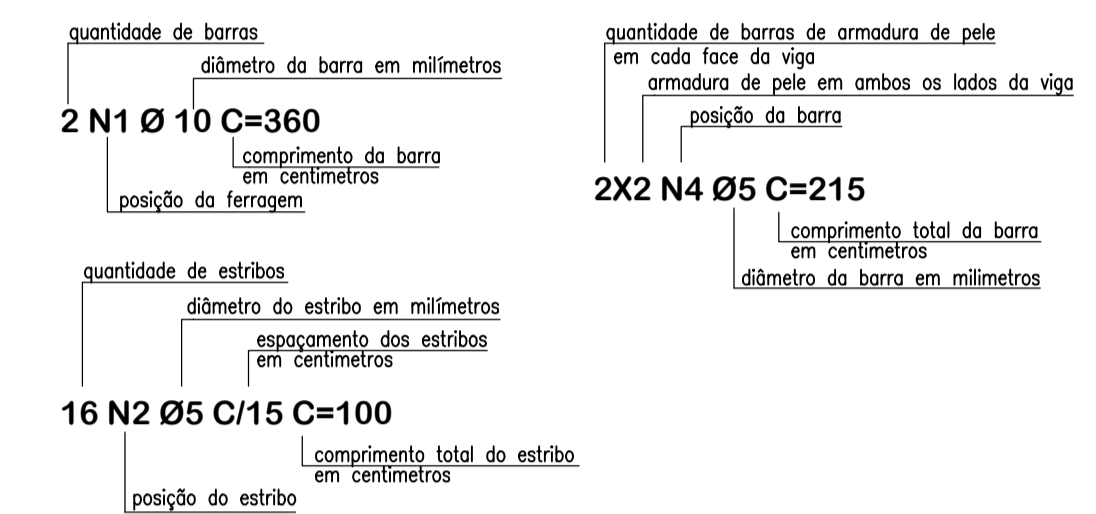 quantidade de barras
diâmetro da barra em milímetros
2 N1 Ø 10 C=360
comprimento da barra
em centimetros
posição da ferragem
quantidade de barras de armadura de pele
em cada face da viga
armadura de pele em ambos os lados da viga
posição da barra
2X2 N4 Ø5 C=215
comprimento total da barra
em centimetros
diâmetro da barra em milimetros
quantidade de estribos
diâmetro do estribo em milímetros
espaçamento dos estribos
em centimetros
16 N2 Ø5 C/15 C=100
comprimento total do estribo
em centimetros
posição do estribo